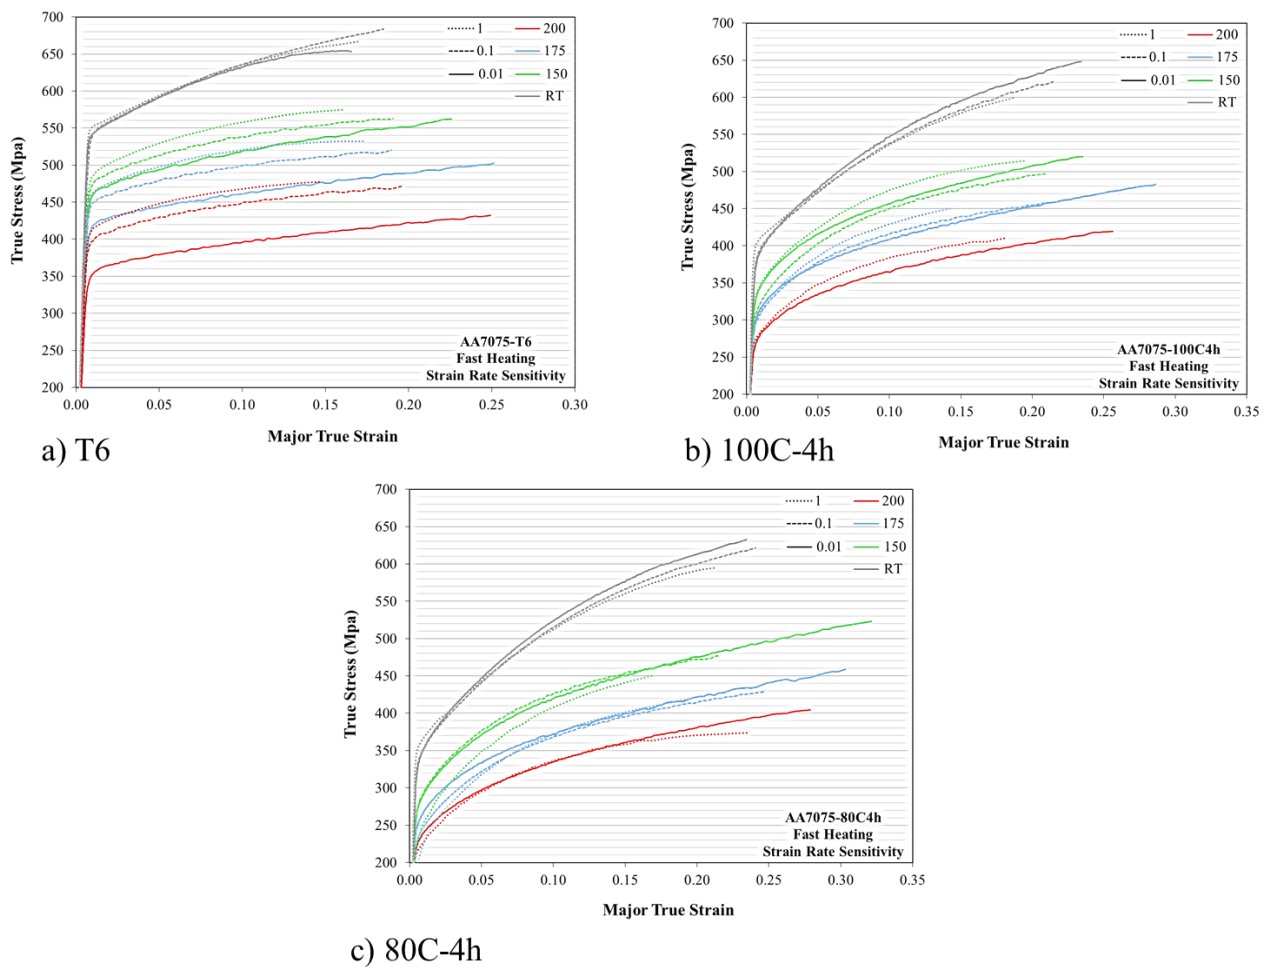 700
650
600
550
500
450
400
350
300
250
200
True Stress (Mpa)
1 200
0.1 175
0.01 150
RT
AA7075-T6
Fast Heating
Strain Rate Sensitivity
0.00 0.05 0.10 0.15 0.20 0.25 0.30
Major True Strain
a) T6
700
650
600
550
500
450
400
350
300
250
200
True Stress (Mpa)
1 200
0.1 175
0.01 150
RT
AA7075-100C4h
Fast Heating
Strain Rate Sensitivity
0.00 0.05 0.10 0.15 0.20 0.25 0.30 0.35
Major True Strain
b) 100C-4h
700
650
600
550
500
450
400
350
300
250
200
True Stress (Mpa)
1 200
0.1 175
0.01 150
RT
AA7075-80C4h
Fast Heating
Strain Rate Sensitivity
0.00 0.05 0.10 0.15 0.20 0.25 0.30 0.35
Major True Strain
c) 80C-4h